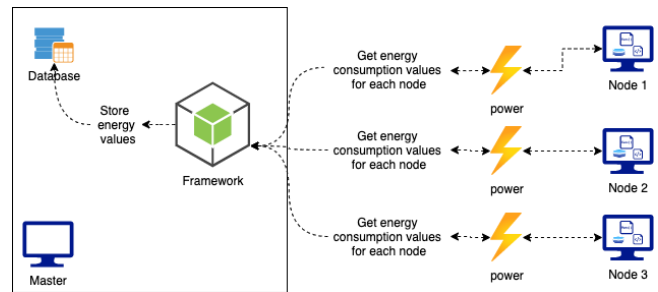 Database
Store
energy
values
Framework
Master
Get energy
consumption values
for each node
power
Node 1
Get energy
consumption values
for each node
power
Node 2
Get energy
consumption values
for each node
power
Node 3